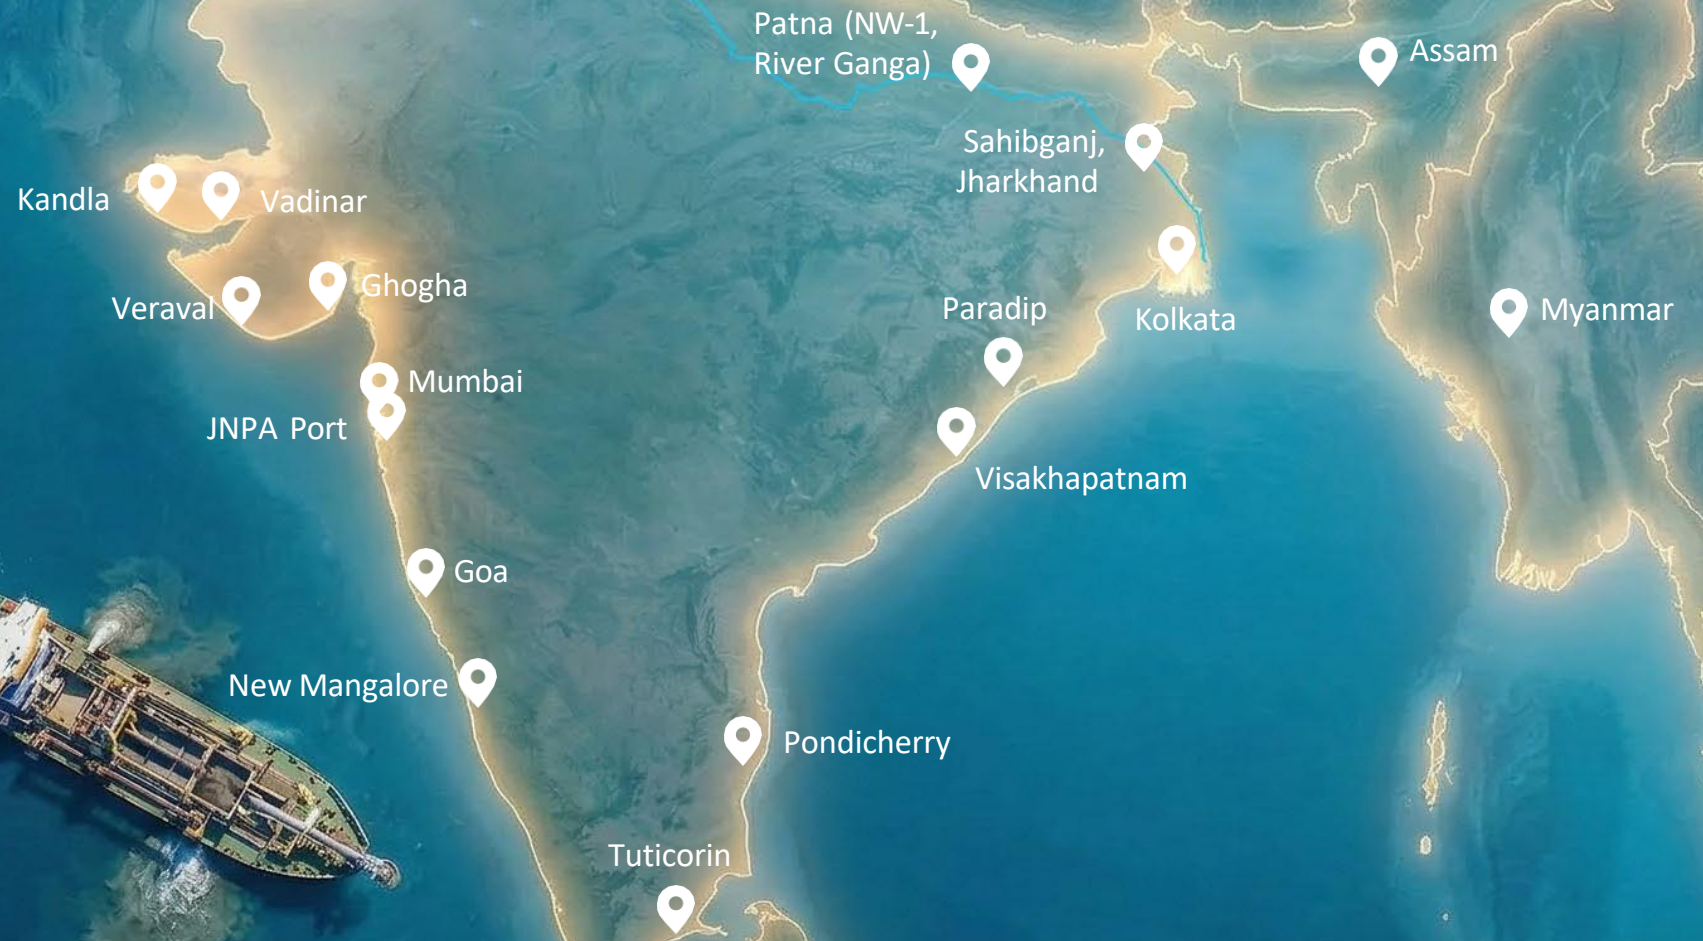 Patna (NW-1,
River Ganga)
Assam
Sahibganj,
Jharkhand
Kandla
Vadinar
Ghogha
Veraval
Paradip
Kolkata
Myanmar
Mumbai
JNPA Port
Visakhapatnam
Goa
New Mangalore
Pondicherry
Tuticorin